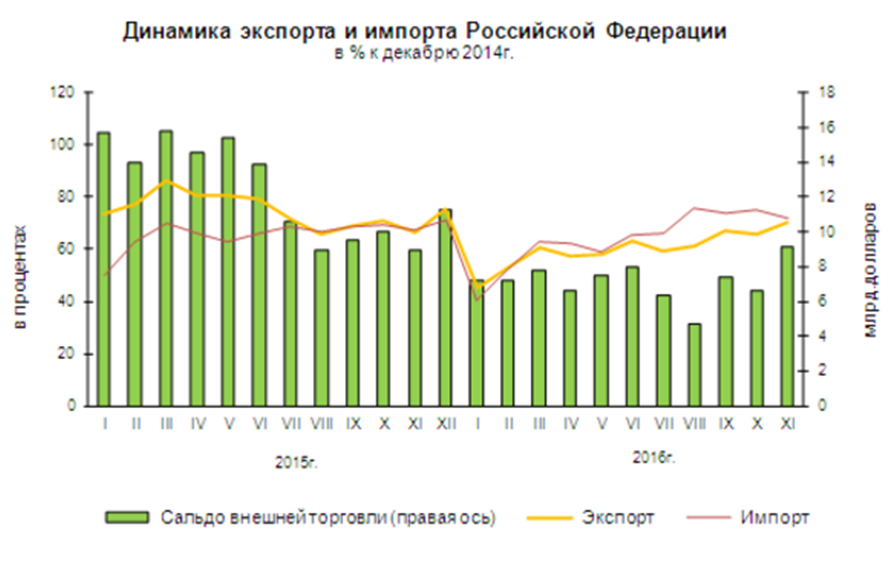 Динамика экспорта и импорта Российской Федерации
в % к декабрю 2014г.
120
100
80
60
40
20
0
в процентах
18
16
14
12
10
8
6
4
2
0
млрд.долларов
I II III IV V VI VII VIII IX X XI XII I II III IV V VI VII VIII IX X XI
2015г. 2016г.
Сальдо внешней торговли (правая ось) Экспорт Импорт